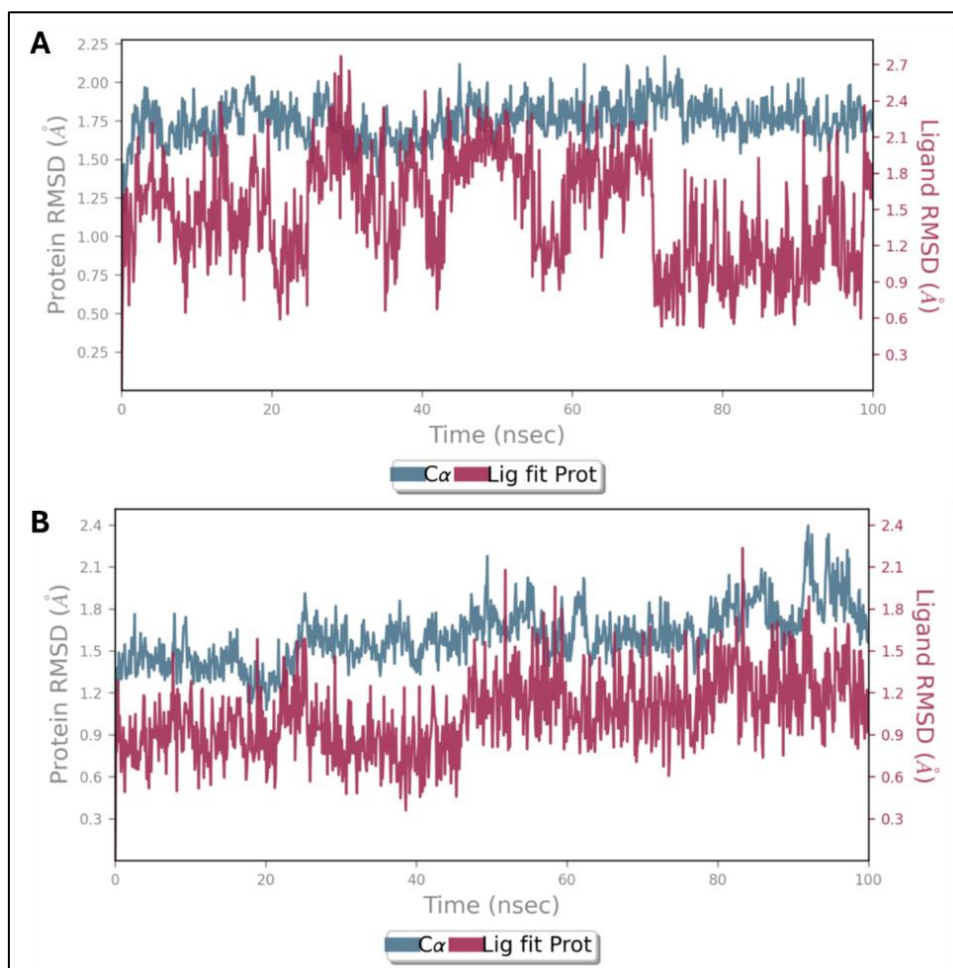 A
2.25
2.00
1.75
1.50
1.25
1.00
0.75
0.50
0.25
Protein RMSD (Å)
2.7
2.4
2.1
1.8
1.5
1.2
0.9
0.6
0.3
Ligand RMSD (Å)
0 20 40 60 80 100
Time (nsec)
Cα Lig fit Prot
B
2.4
2.1
1.8
1.5
1.2
0.9
0.6
0.3
Protein RMSD (Å)
2.4
2.1
1.8
1.5
1.2
0.9
0.6
0.3
Ligand RMSD (Å)
0 20 40 60 80 100
Time (nsec)
Cα Lig fit Prot